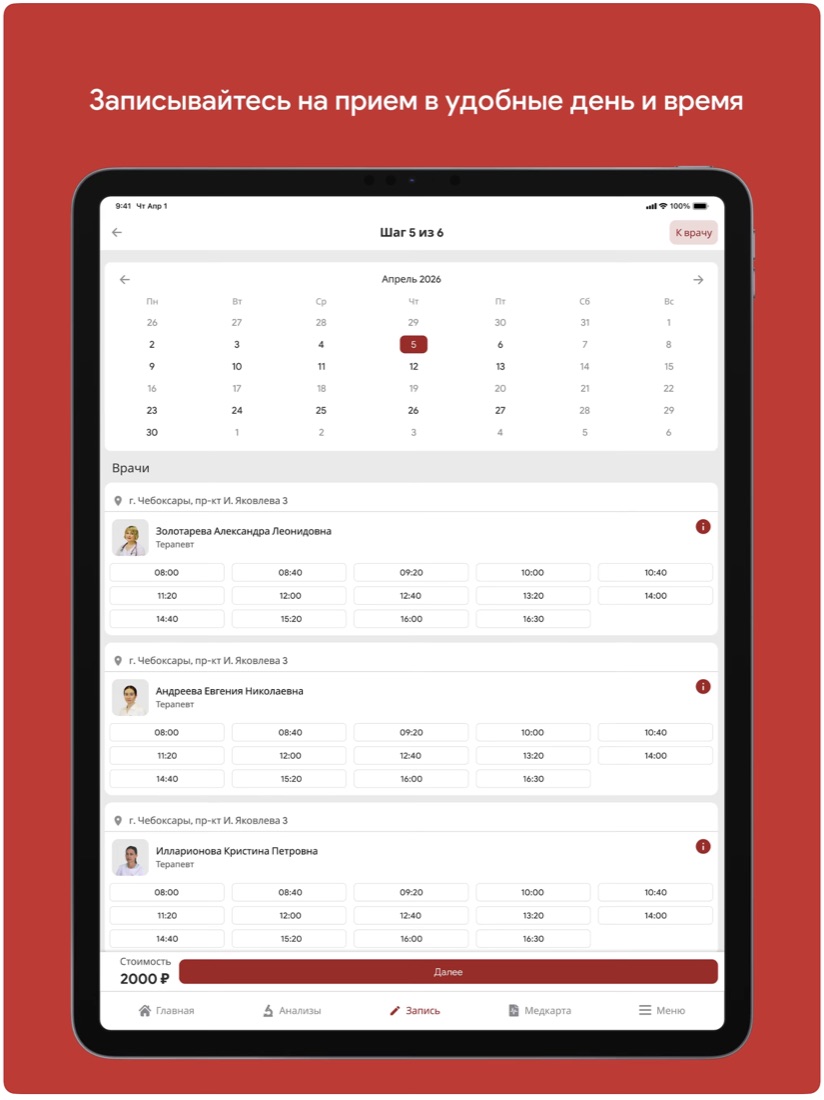 Записывайтесь на прием в удобные день и время
9:41 Чт Апр 1 100%
Шаг 5 из 6 К врачу
Апрель 2026
Пн Вт Ср Чт Пт Сб Вс
26 27 28 29 30 31 1
2 3 4 5 6 7 8
9 10 11 12 13 14 15
16 17 18 19 20 21 22
23 24 25 26 27 28 29
30 1 2 3 4 5 6
Врачи
г. Чебоксары, пр-кт И. Яковлева 3
Золотарева Александра Леонидовна
Терапевт
08:00 08:40 09:20 10:00 10:40
11:20 12:00 12:40 13:20 14:00
14:40 15:20 16:00 16:30
г. Чебоксары, пр-кт И. Яковлева 3
Андреева Евгения Николаевна
Терапевт
08:00 08:40 09:20 10:00 10:40
11:20 12:00 12:40 13:20 14:00
14:40 15:20 16:00 16:30
г. Чебоксары, пр-кт И. Яковлева 3
Илларионова Кристина Петровна
Терапевт
08:00 08:40 09:20 10:00 10:40
11:20 12:00 12:40 13:20 14:00
14:40 15:20 16:00 16:30
Стоимость
2000 ₽ Далее
Главная Анализы Запись Медкарта Меню